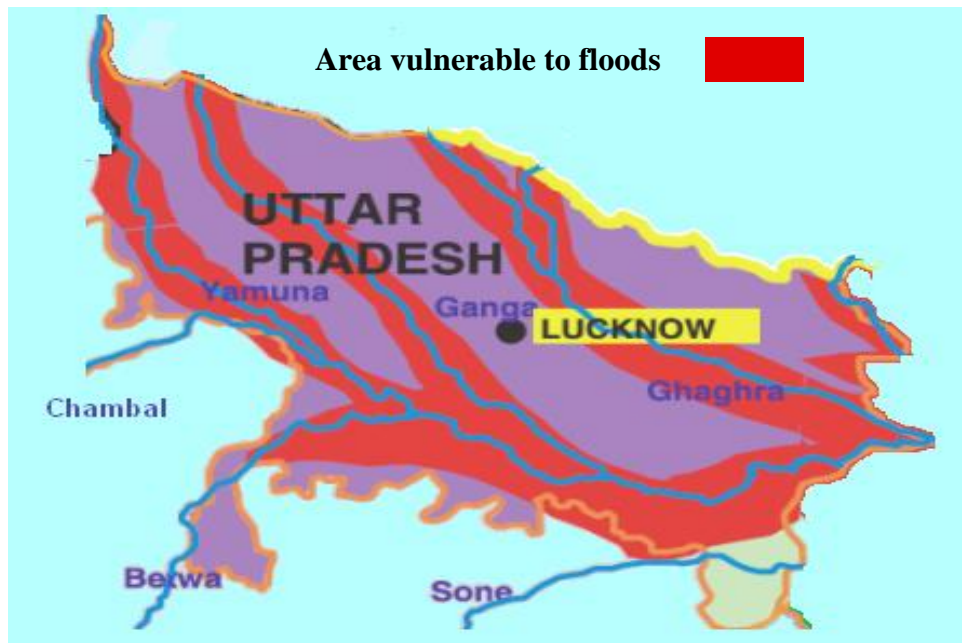 Area vulnerable to floods
UTTAR
PRADESH
Yamuna
Ganga
LUCKNOW
Ghaghra
Chambal
Betwa
Sone